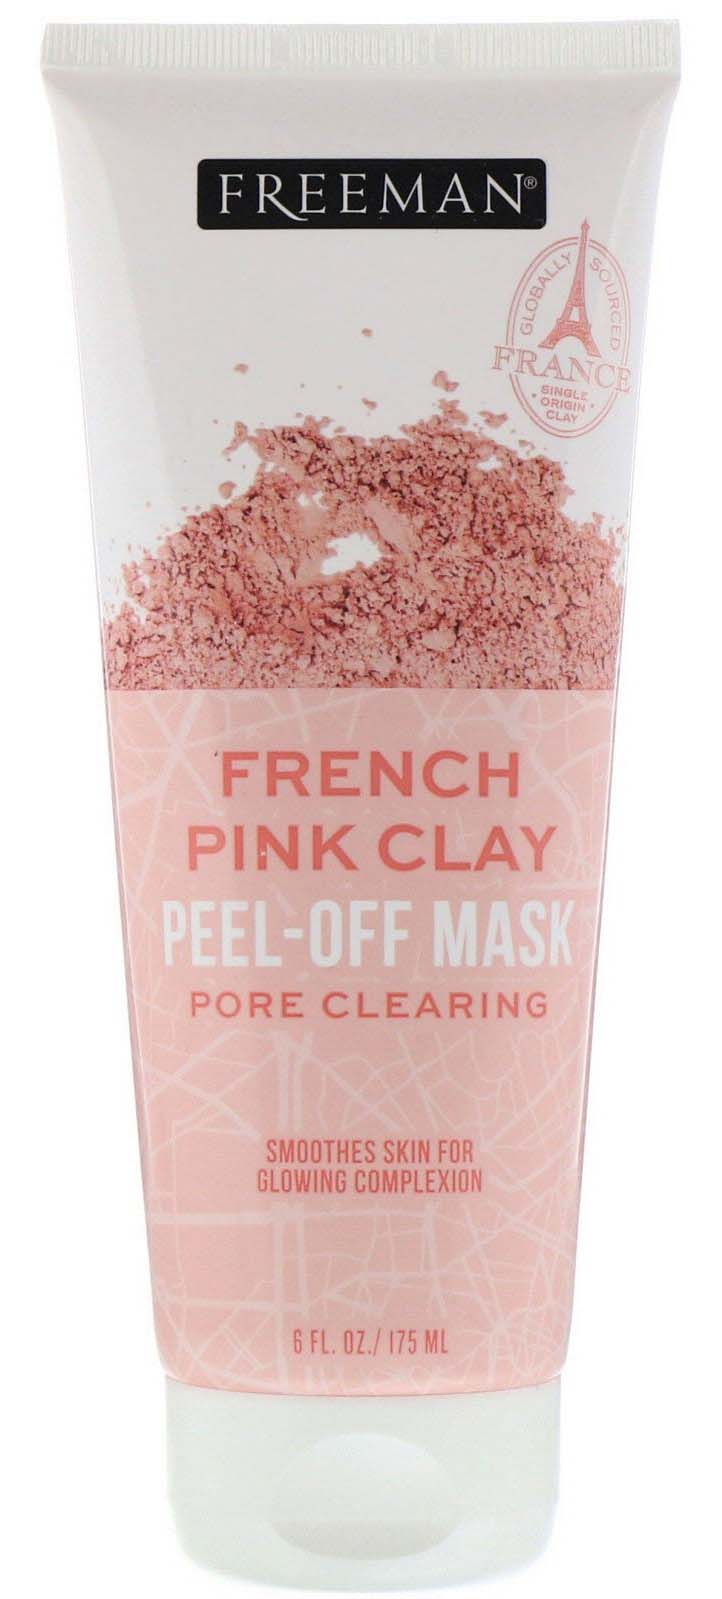 FREEMAN®
GLOBALLY SOURCED
FRANCE
SINGLE
• ORIGIN •
CLAY
FRENCH
PINK CLAY
PEEL-OFF MASK
PORE CLEARING
SMOOTHES SKIN FOR
GLOWING COMPLEXION
6 FL. OZ./ 175 ML